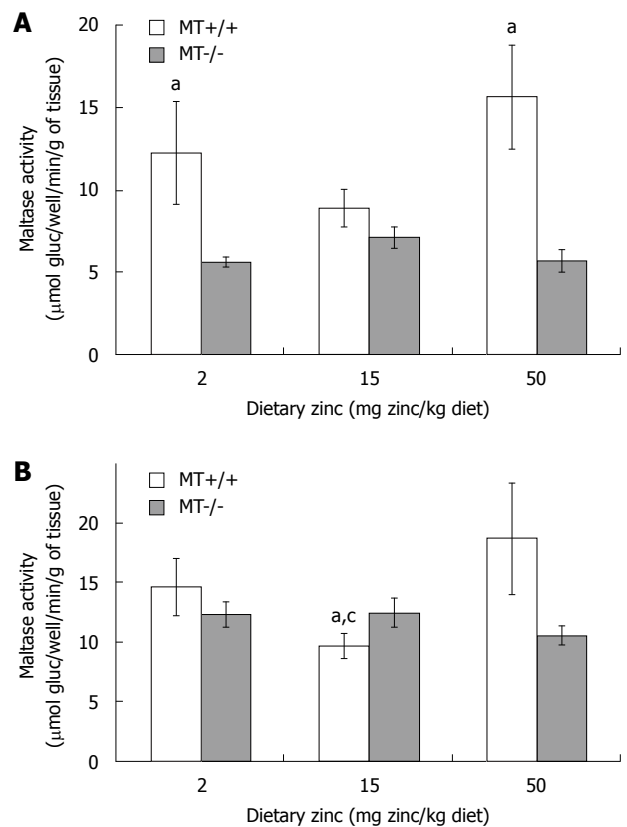 A
MT+/+
MT-/-
a
a
Maltase activity
(µmol gluc/well/min/g of tissue)
20
15
10
5
0
2 15 50
Dietary zinc (mg zinc/kg diet)
B
MT+/+
MT-/-
a,c
Maltase activity
(µmol gluc/well/min/g of tissue)
20
15
10
5
0
2 15 50
Dietary zinc (mg zinc/kg diet)